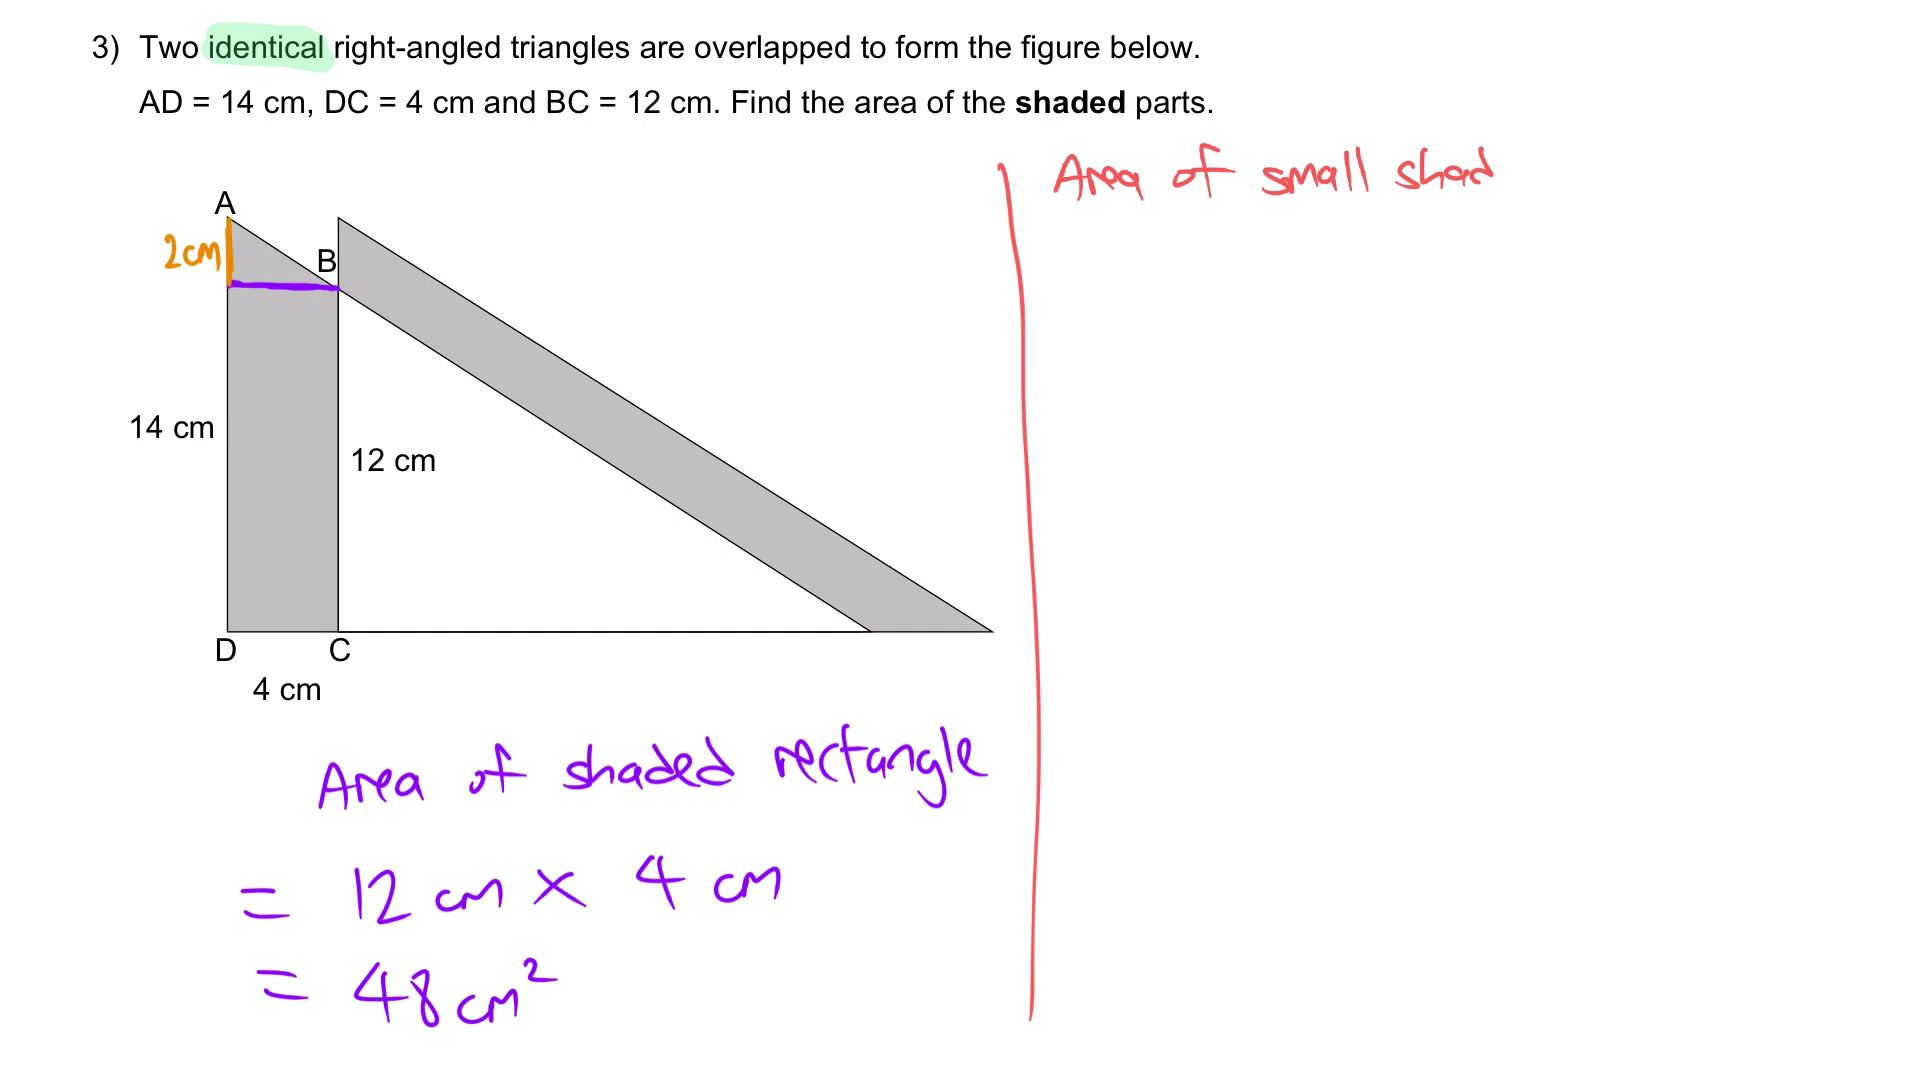 3) Two identical right-angled triangles are overlapped to form the figure below.
AD = 14 cm, DC = 4 cm and BC = 12 cm. Find the area of the shaded parts.
Area of small shad
A
2cm
B
14 cm
12 cm
D
C
4 cm
Area of shaded rectangle
= 12 cm × 4 cm
= 48 cm²